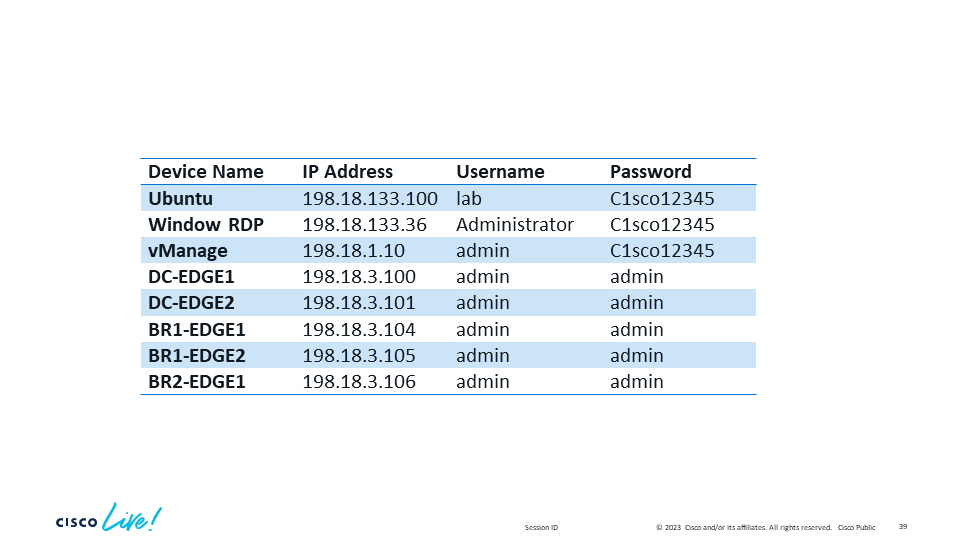 Device Name IP Address Username Password
Ubuntu 198.18.133.100 lab C1sco12345
Window RDP 198.18.133.36 Administrator C1sco12345
vManage 198.18.1.10 admin C1sco12345
DC-EDGE1 198.18.3.100 admin admin
DC-EDGE2 198.18.3.101 admin admin
BR1-EDGE1 198.18.3.104 admin admin
BR1-EDGE2 198.18.3.105 admin admin
BR2-EDGE1 198.18.3.106 admin admin
CISCO Live! Session ID © 2023 Cisco and/or its affiliates. All rights reserved. Cisco Public 39